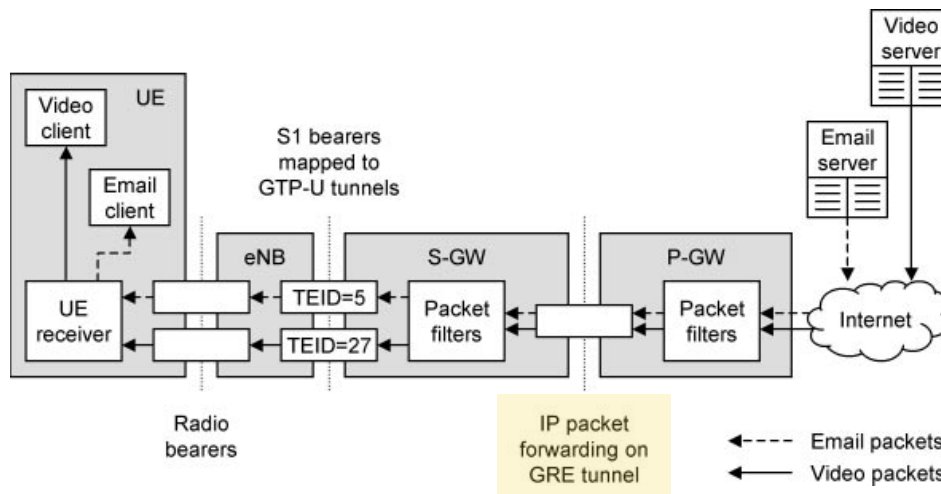 Video
server
UE
Video
client
Email
client
S1 bearers
mapped to
GTP-U tunnels
Email
server
eNB
S-GW
P-GW
UE
receiver
TEID=5
TEID=27
Packet
filters
Packet
filters
Internet
Radio
bearers
IP packet
forwarding on
GRE tunnel
Email packets
Video packets